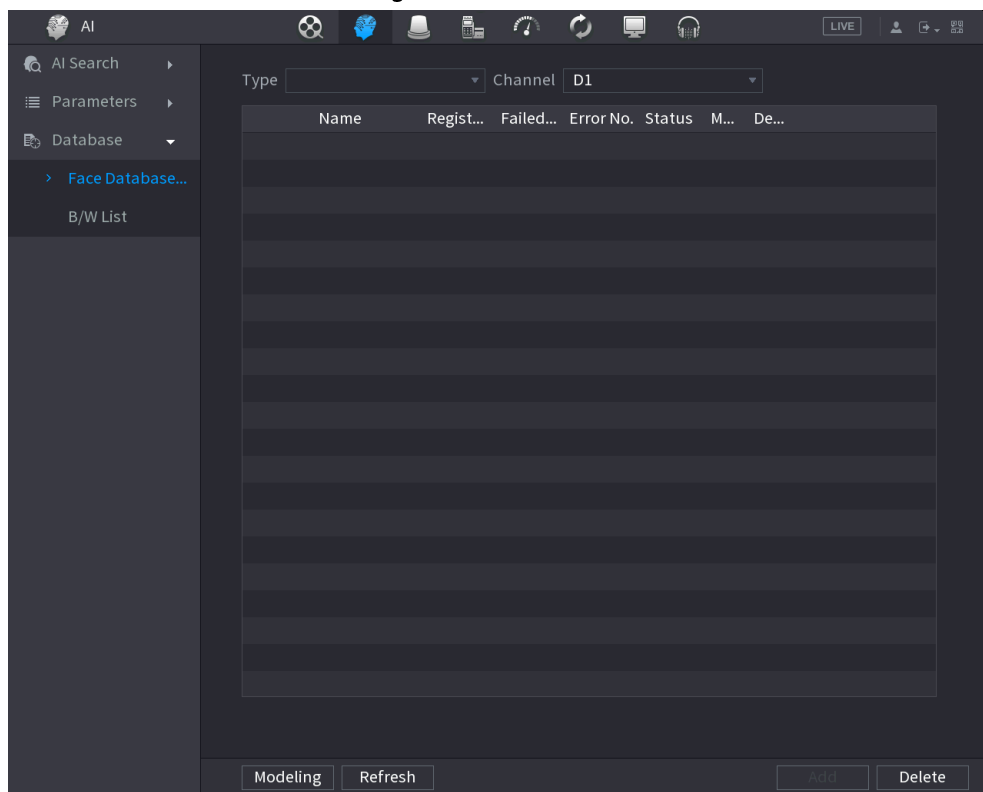 AI
LIVE
AI Search
Parameters
Database
Face Database...
B/W List
Type
Channel D1
Name Regist... Failed... Error No. Status M... De...
Modeling Refresh Add Delete